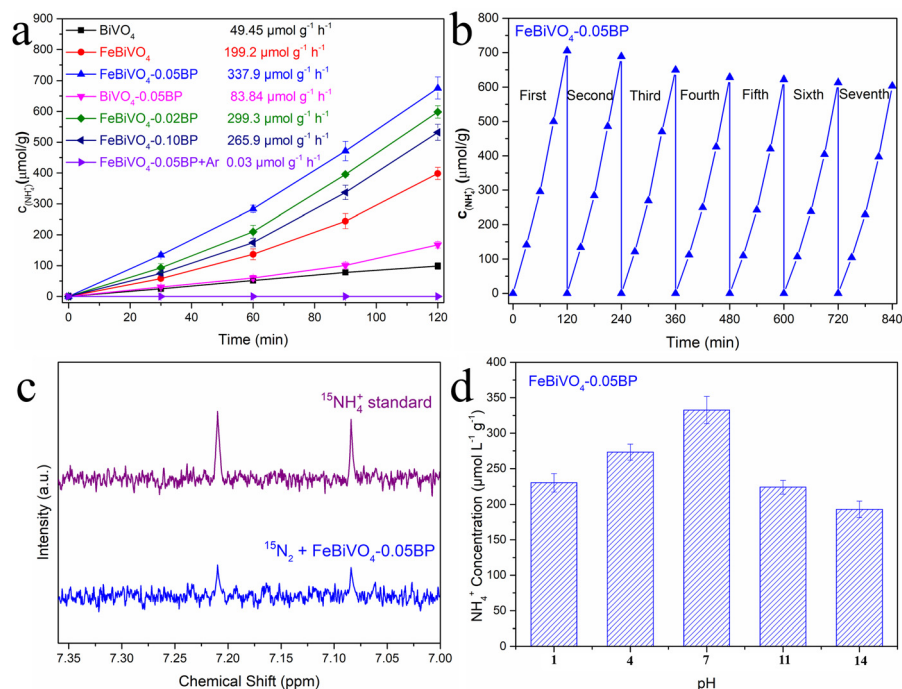 a
BiVO₄ 49.45 μmol g⁻¹ h⁻¹
FeBiVO₄ 199.2 μmol g⁻¹ h⁻¹
FeBiVO₄-0.05BP 337.9 μmol g⁻¹ h⁻¹
BiVO₄-0.05BP 83.84 μmol g⁻¹ h⁻¹
FeBiVO₄-0.02BP 299.3 μmol g⁻¹ h⁻¹
FeBiVO₄-0.10BP 265.9 μmol g⁻¹ h⁻¹
FeBiVO₄-0.05BP+Ar 0.03 μmol g⁻¹ h⁻¹
c(NH₄⁺)(μmol/g)
900
800
700
600
500
400
300
200
100
0
0 20 40 60 80 100 120
Time (min)
b
FeBiVO₄-0.05BP
First Second Third Fourth Fifth Sixth Seventh
c(NH₄⁺) (μmol/g)
800
700
600
500
400
300
200
100
0
0 120 240 360 480 600 720 840
Time (min)
c
¹⁵NH₄⁺ standard
¹⁵N₂ + FeBiVO₄-0.05BP
Intensity (a.u.)
7.35 7.30 7.25 7.20 7.15 7.10 7.05 7.00
Chemical Shift (ppm)
d
FeBiVO₄-0.05BP
NH₄⁺ Concentration (μmol L⁻¹ g⁻¹)
400
350
300
250
200
150
100
50
0
1 4 7 11 14
pH